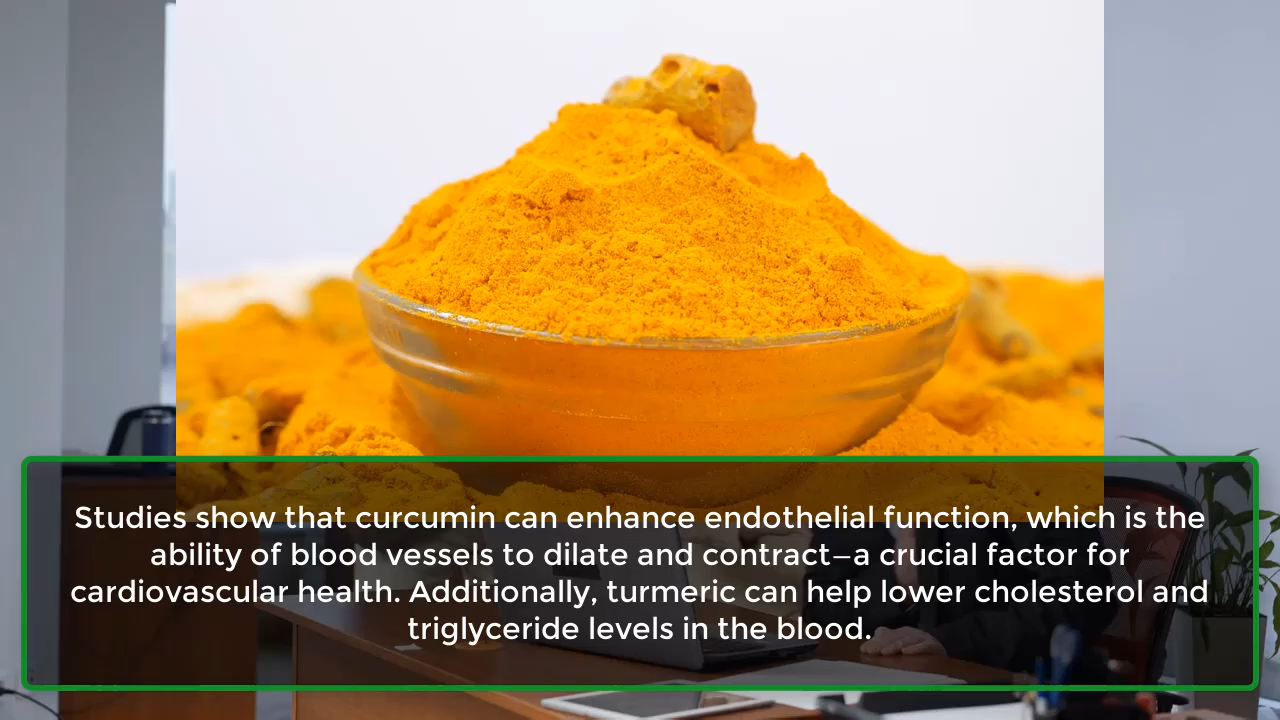 Studies show that curcumin can enhance endothelial function, which is the
ability of blood vessels to dilate and contract—a crucial factor for
cardiovascular health. Additionally, turmeric can help lower cholesterol and
triglyceride levels in the blood.